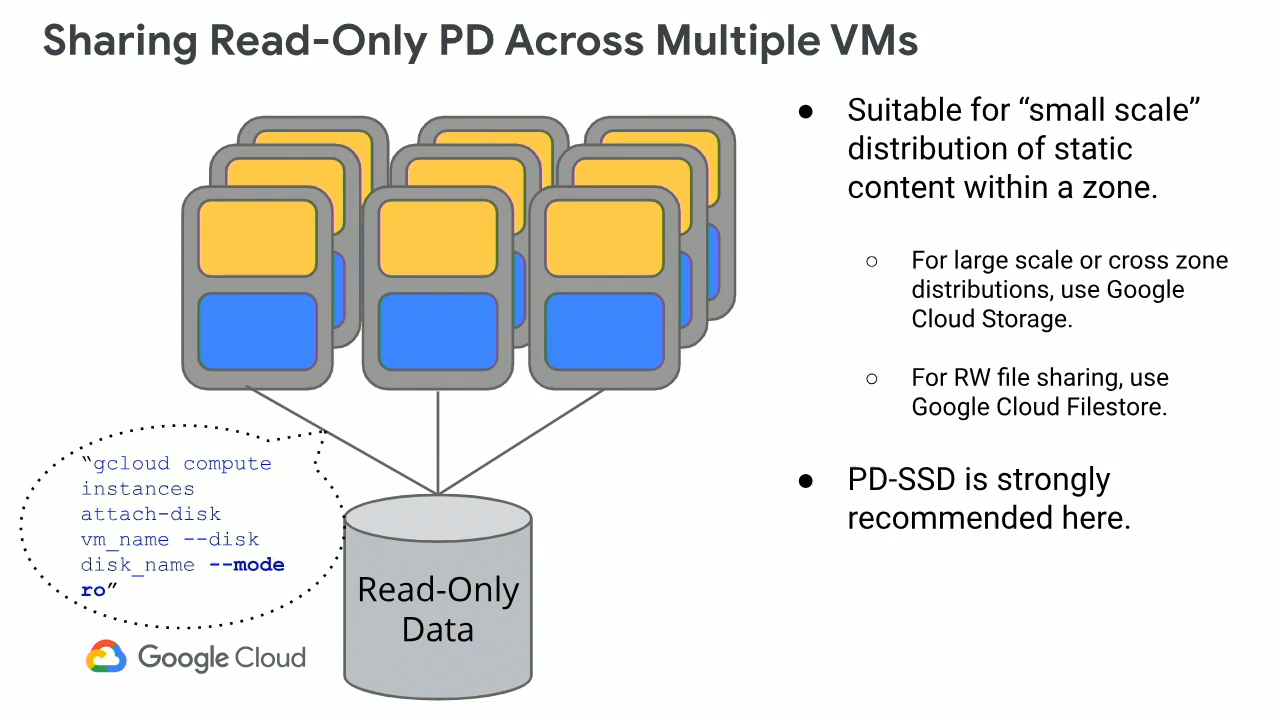 Sharing Read-Only PD Across Multiple VMs
● Suitable for “small scale”
distribution of static
content within a zone.
○ For large scale or cross zone
distributions, use Google
Cloud Storage.
○ For RW file sharing, use
Google Cloud Filestore.
● PD-SSD is strongly
recommended here.
“gcloud compute
instances
attach-disk
vm_name --disk
disk_name --mode
ro”
Read-Only
Data
Google Cloud